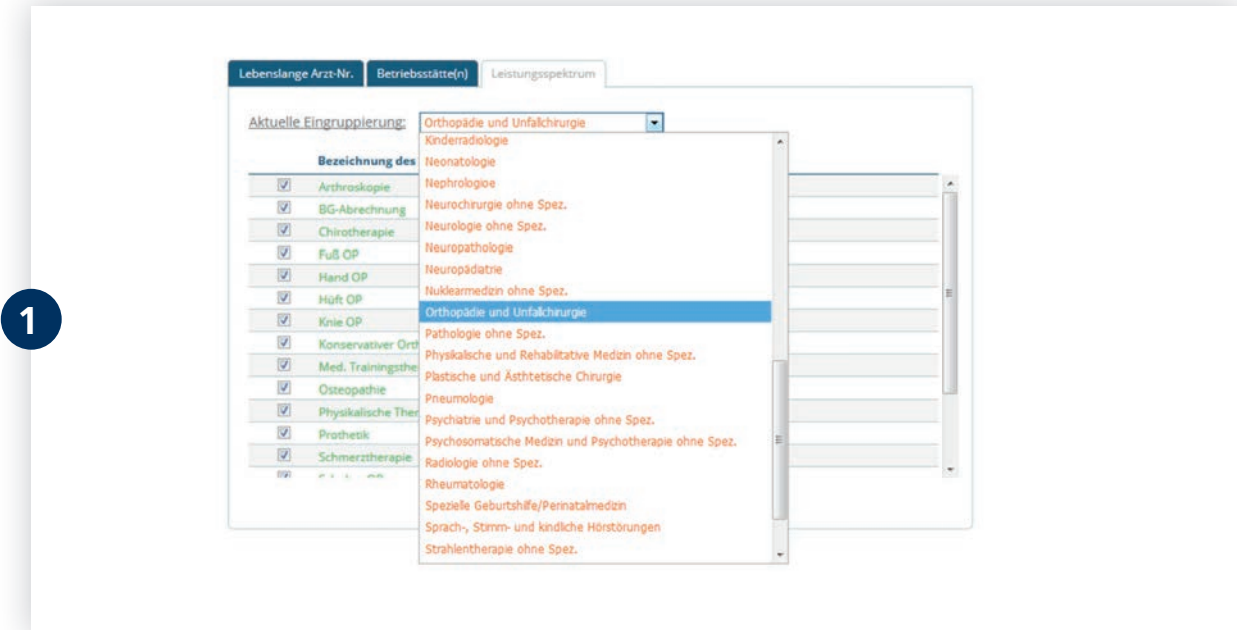 Lebenslange Arzt-Nr. Betriebsstätte(n) Leistungsspektrum
Aktuelle Eingruppierung: Orthopädie und Unfallchirurgie
Kinderradiologie
Bezeichnung des Neonatologie
Arthroskopie Nephrologioe
BG-Abrechnung Neurochirurgie ohne Spez.
Chirotherapie Neurologie ohne Spez.
Fuß OP Neuropathologie
Hand OP Neuropädiatrie
Hüft OP Nuklearmedizin ohne Spez.
1
Knie OP Orthopädie und Unfallchirurgie
Konservativer Orth Pathologie ohne Spez.
Med. Trainingsthe Physikalische und Rehabilitative Medizin ohne Spez.
Osteopathie Plastische und Ästhtetische Chirurgie
Physikalische Ther Pneumologie
Prothetik Psychiatrie und Psychotherapie ohne Spez.
Schmerztherapie Psychosomatische Medizin und Psychotherapie ohne Spez.
Radiologie ohne Spez.
Rheumatologie
Spezielle Geburtshilfe/Perinatalmedizin
Sprach-, Stimm- und kindliche Hörstörungen
Strahlentherapie ohne Spez.